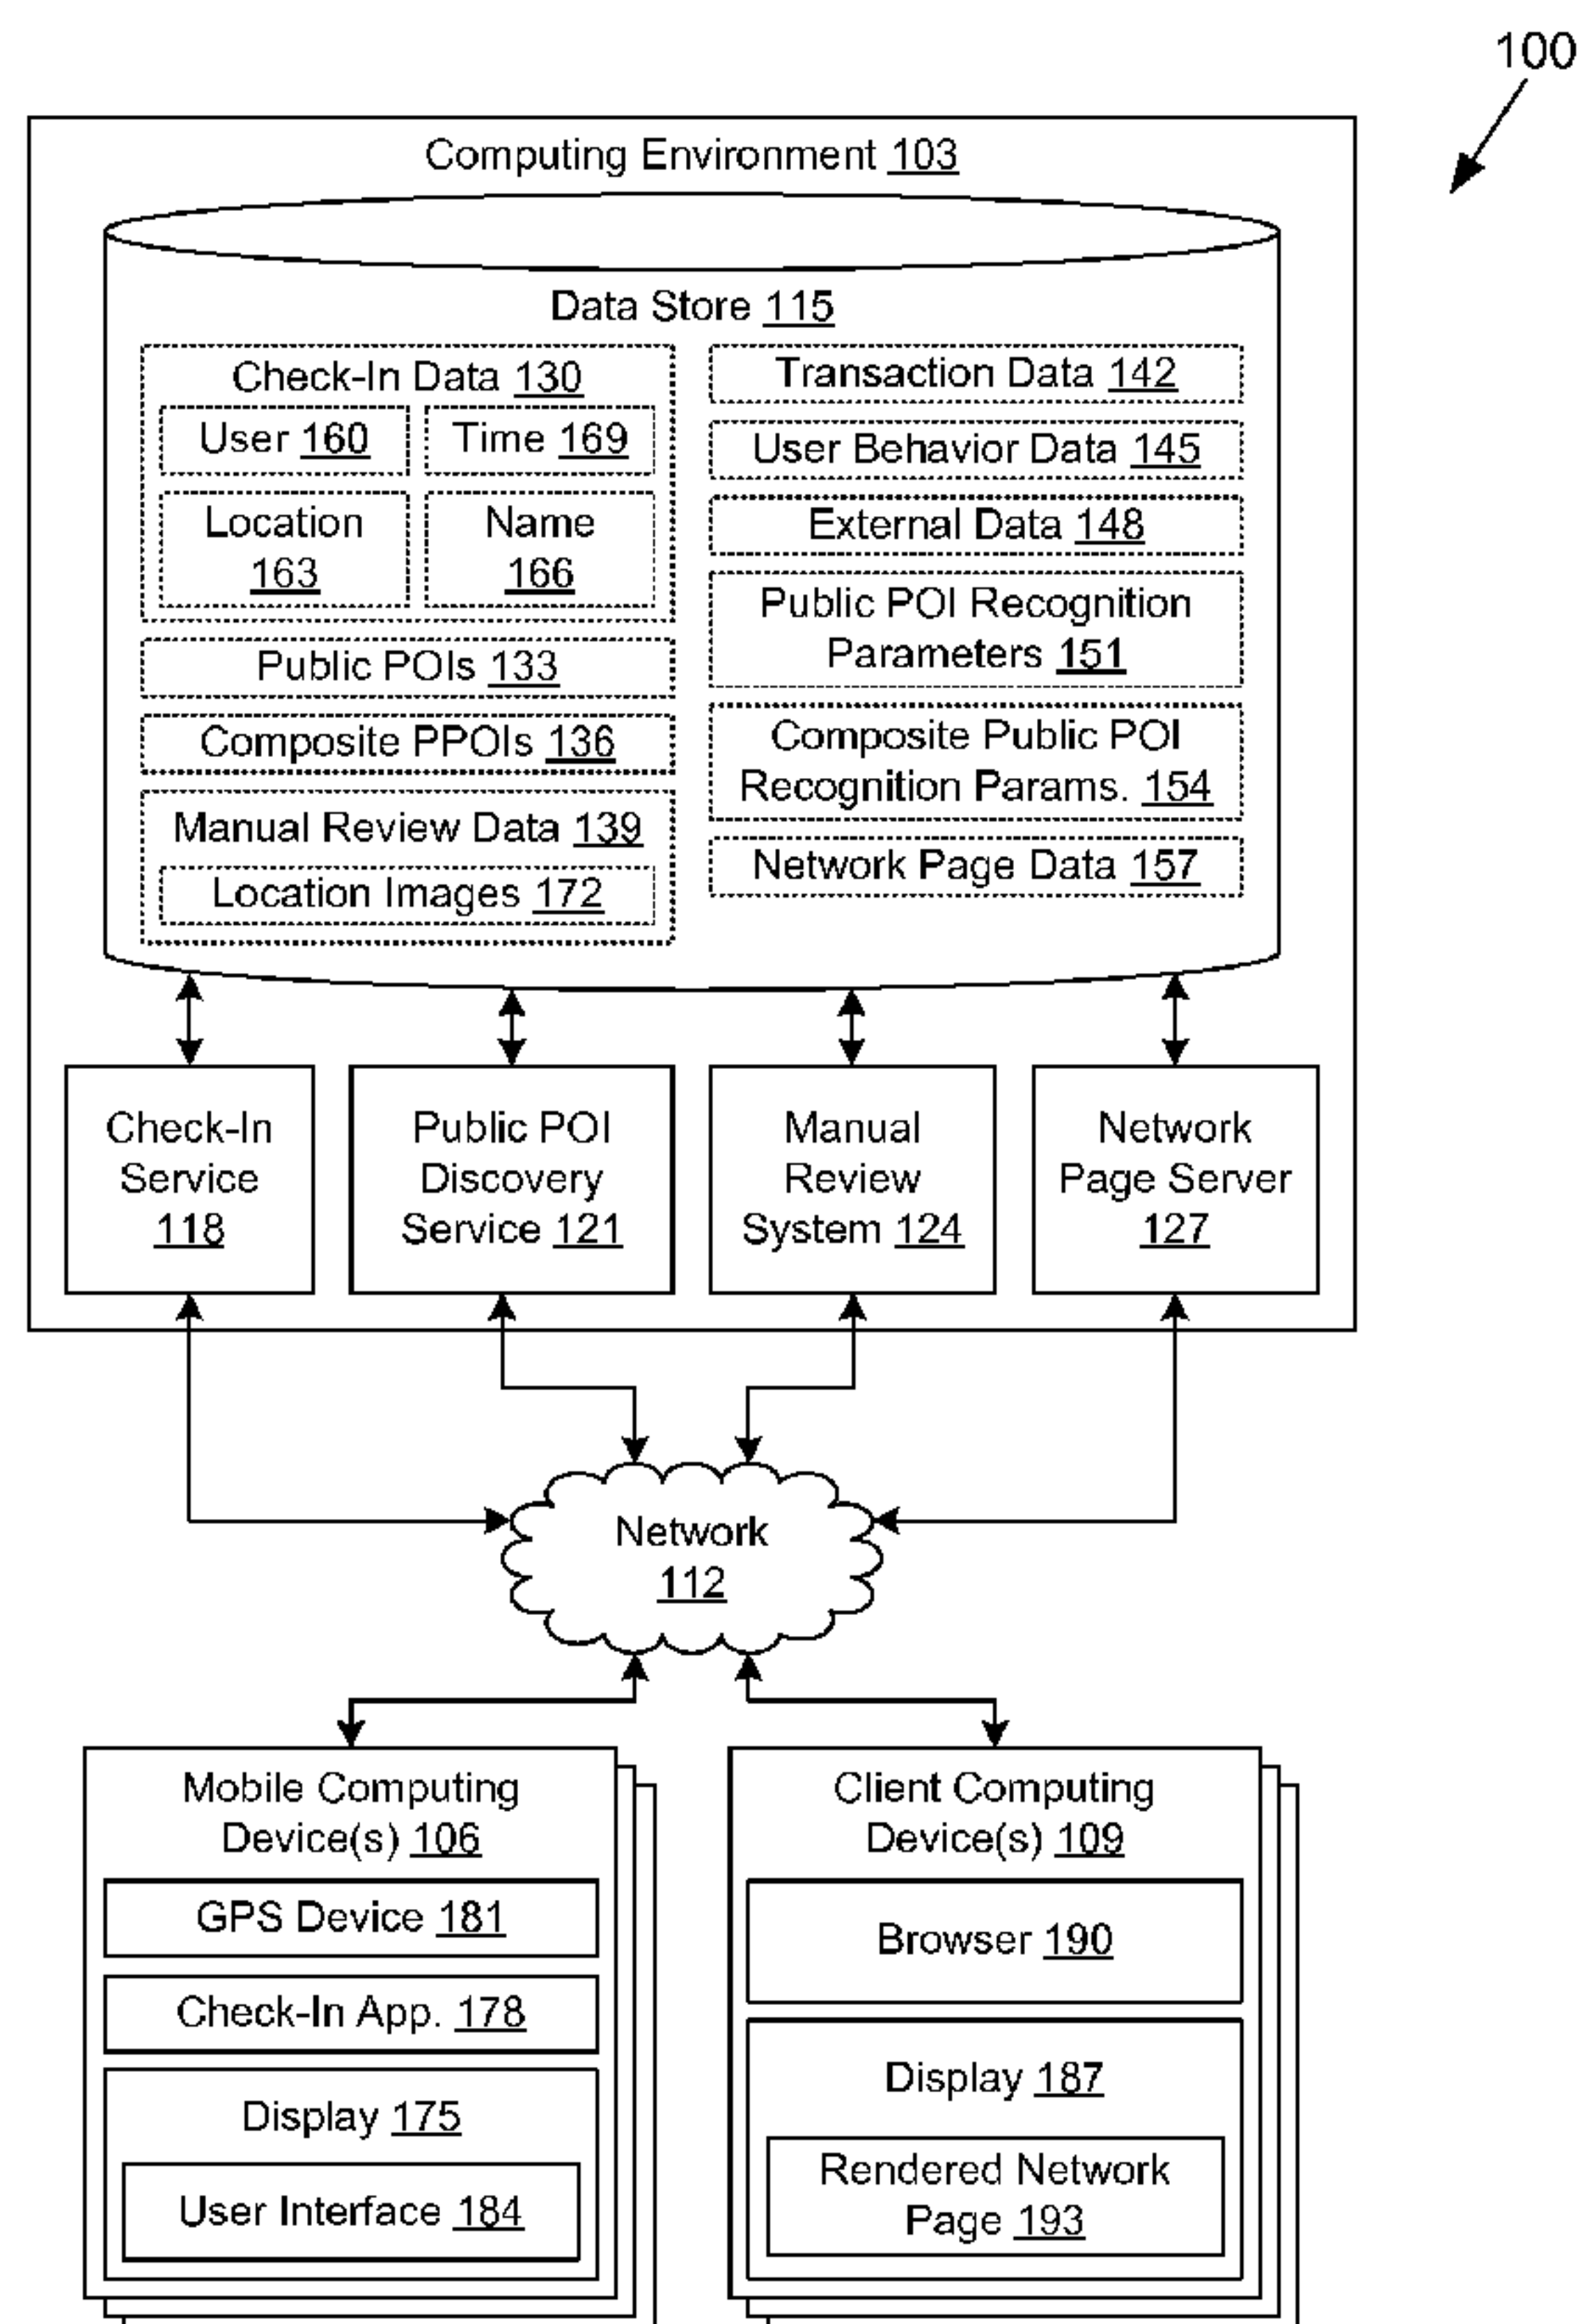 100
Computing Environment 103
Data Store 115
Check-In Data 130
User 160
Time 169
Location
163
Name
166
Public POIs 133
Composite PPOIs 136
Manual Review Data 139
Location Images 172
Transaction Data 142
User Behavior Data 145
External Data 148
Public POI Recognition
Parameters 151
Composite Public POI
Recognition Params. 154
Network Page Data 157
Check-In
Service
118
Public POI
Discovery
Service 121
Manual
Review
System 124
Network
Page Server
127
Network
112
Mobile Computing
Device(s) 106
GPS Device 181
Check-In App. 178
Display 175
User Interface 184
Client Computing
Device(s) 109
Browser 190
Display 187
Rendered Network
Page 193